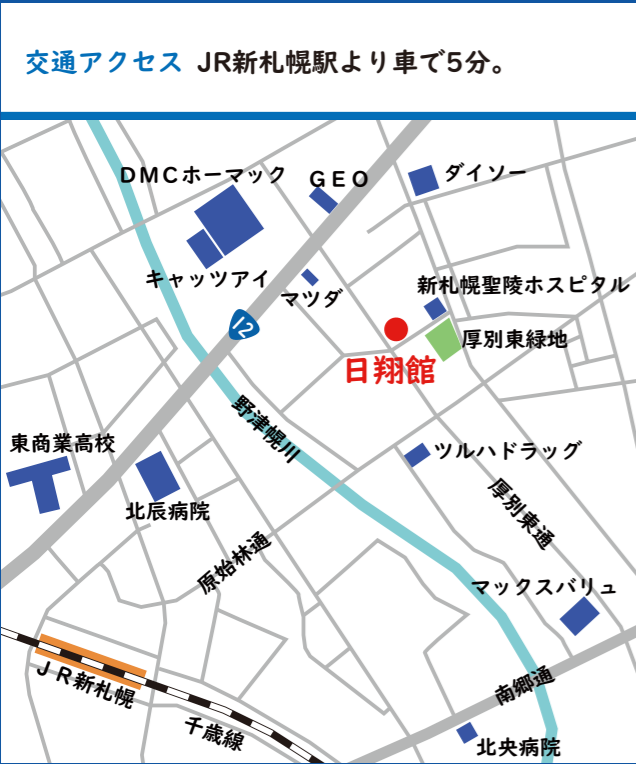 交通アクセス JR新札幌駅より車で5分。
DMCホーマック
GEO
ダイソー
キャッツアイ
マツダ
新札幌聖陵ホスピタル
12
厚別東緑地
日翔館
野津幌川
東商業高校
ツルハドラッグ
北辰病院
厚別東通
原始林通
マックスバリュ
JR新札幌
南郷通
千歳線
北央病院